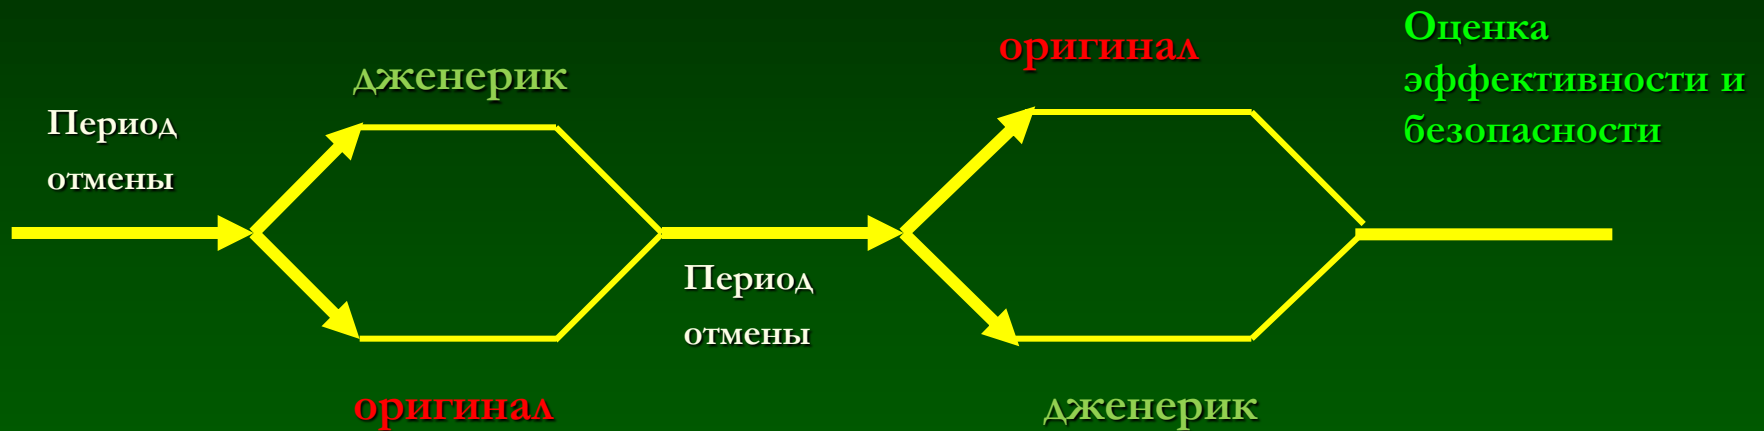 Период
отмены
дженерик
оригинал
Период
отмены
оригинал
дженерик
Оценка
эффективности и
безопасности